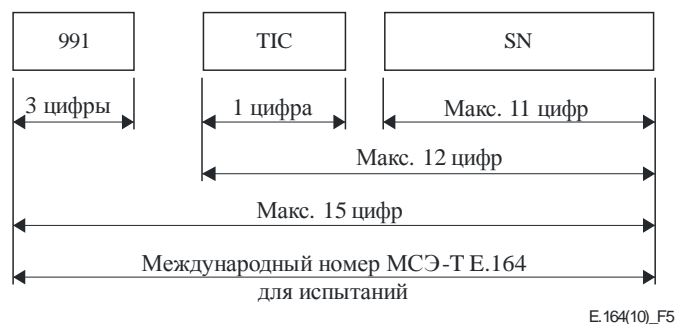 991 TIC SN
3 цифры 1 цифра Макс. 11 цифр
Макс. 12 цифр
Макс. 15 цифр
Международный номер МСЭ-Т Е.164
для испытаний
E.164(10)_F5